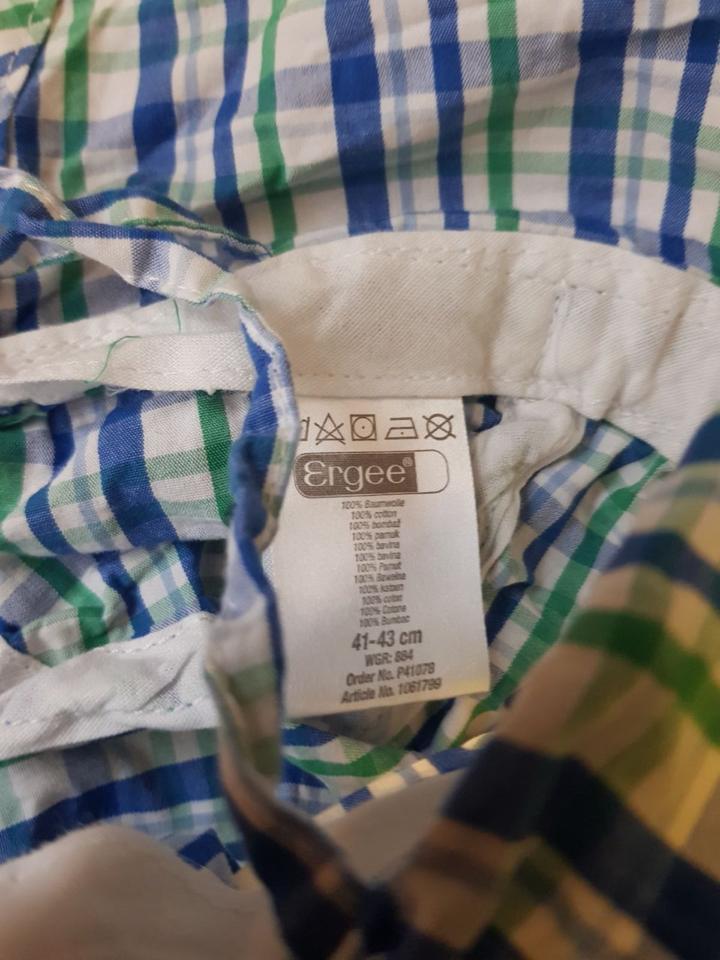 Ergee®
100% Baumwolle
100% cotton
100% bombaž
100% pamuk
100% bavlna
100% bavlna
100% Pamut
100% Bawełna
100% katoen
100% coton
100% Cotone
100% Bumbac
41-43 cm
WGR: 884
Order No. P41078
Article No. 1061799